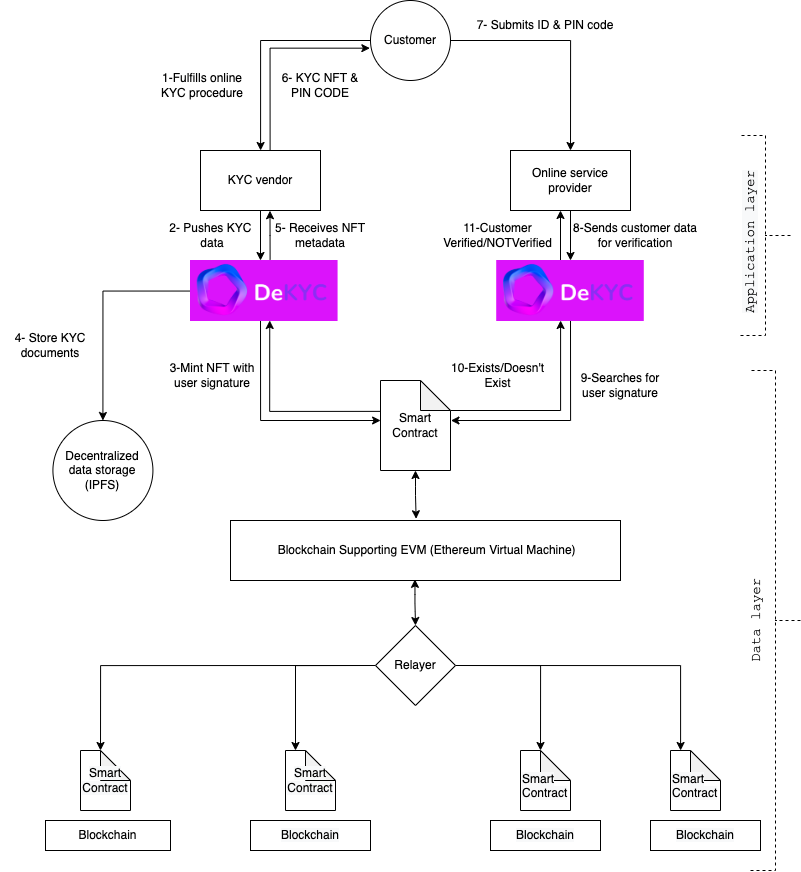 Customer
7- Submits ID & PIN code
1-Fulfills online
KYC procedure
6- KYC NFT &
PIN CODE
KYC vendor
Online service
provider
2- Pushes KYC
data
5- Receives NFT
metadata
11-Customer
Verified/NOTVerified
8-Sends customer data
for verification
Application layer
DeKYC
DeKYC
4- Store KYC
documents
3-Mint NFT with
user signature
10-Exists/Doesn't
Exist
9-Searches for
user signature
Smart
Contract
Decentralized
data storage
(IPFS)
Blockchain Supporting EVM (Ethereum Virtual Machine)
Data layer
Relayer
Smart
Contract
Smart
Contract
Smart
Contract
Smart
Contract
Blockchain
Blockchain
Blockchain
Blockchain